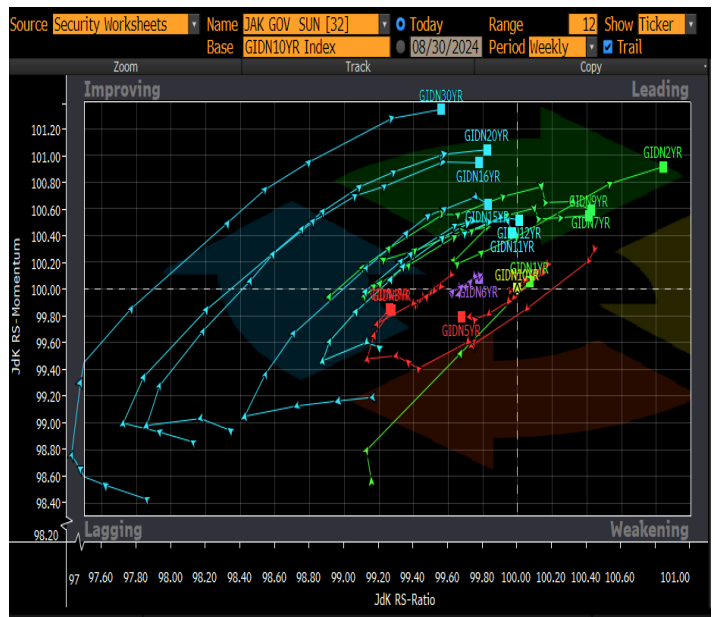 Source Security Worksheets Name JAK GOV SUN [32] Today Range 12 Show Ticker
Base GIDN10YR Index 08/30/2024 Period Weekly Trail
Zoom Track Copy
Improving Leading
GIDN30YR
GIDN20YR
GIDN2YR
GIDN16YR
GIDN9YR
GIDN15YR GIDN7YR
GIDN12YR
GIDN11YR
GIDN1YR
GIDN6YR
GIDN5YR
Lagging Weakening
101.20
101.00
100.80
100.60
100.40
100.20
100.00
99.80
99.60
99.40
99.20
99.00
98.80
98.60
98.40
98.20
JdK RS-Momentum
97 97.60 97.80 98.00 98.20 98.40 98.60 98.80 99.00 99.20 99.40 99.60 99.80 100.00 100.20 100.40 100.60 101.00
JdK RS-Ratio